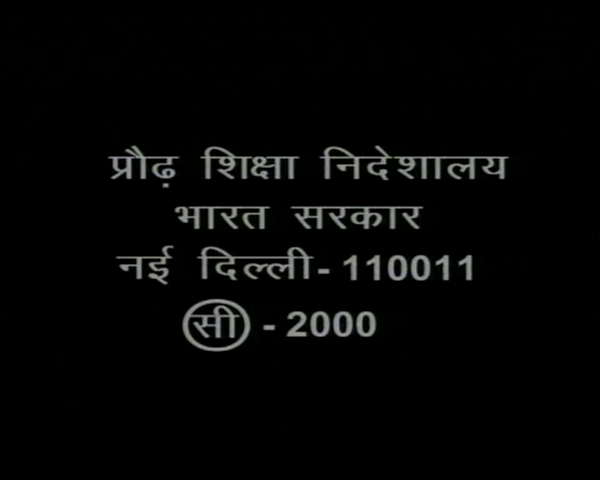 प्रौढ़ शिक्षा निदेशालय
भारत सरकार
नई दिल्ली - 110011
सी - 2000